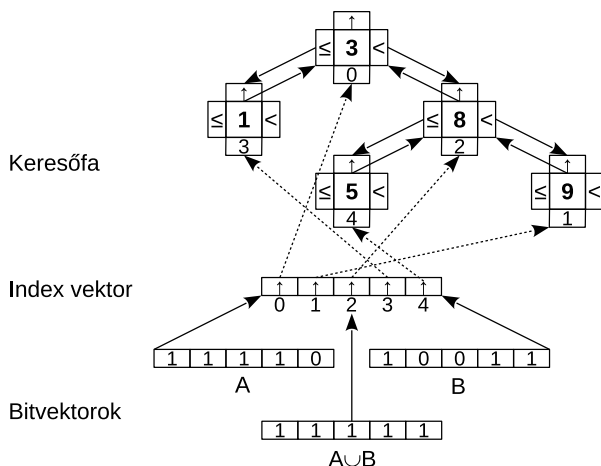 ↑
≤ 3 <
0
↑
≤ 1 <
3
↑
≤ 8 <
2
Keresőfa
↑
≤ 5 <
4
↑
≤ 9 <
1
Index vektor
↑ ↑ ↑ ↑ ↑
0 1 2 3 4
1 1 1 1 0
A
1 0 0 1 1
B
Bitvektorok
1 1 1 1 1
A∪B